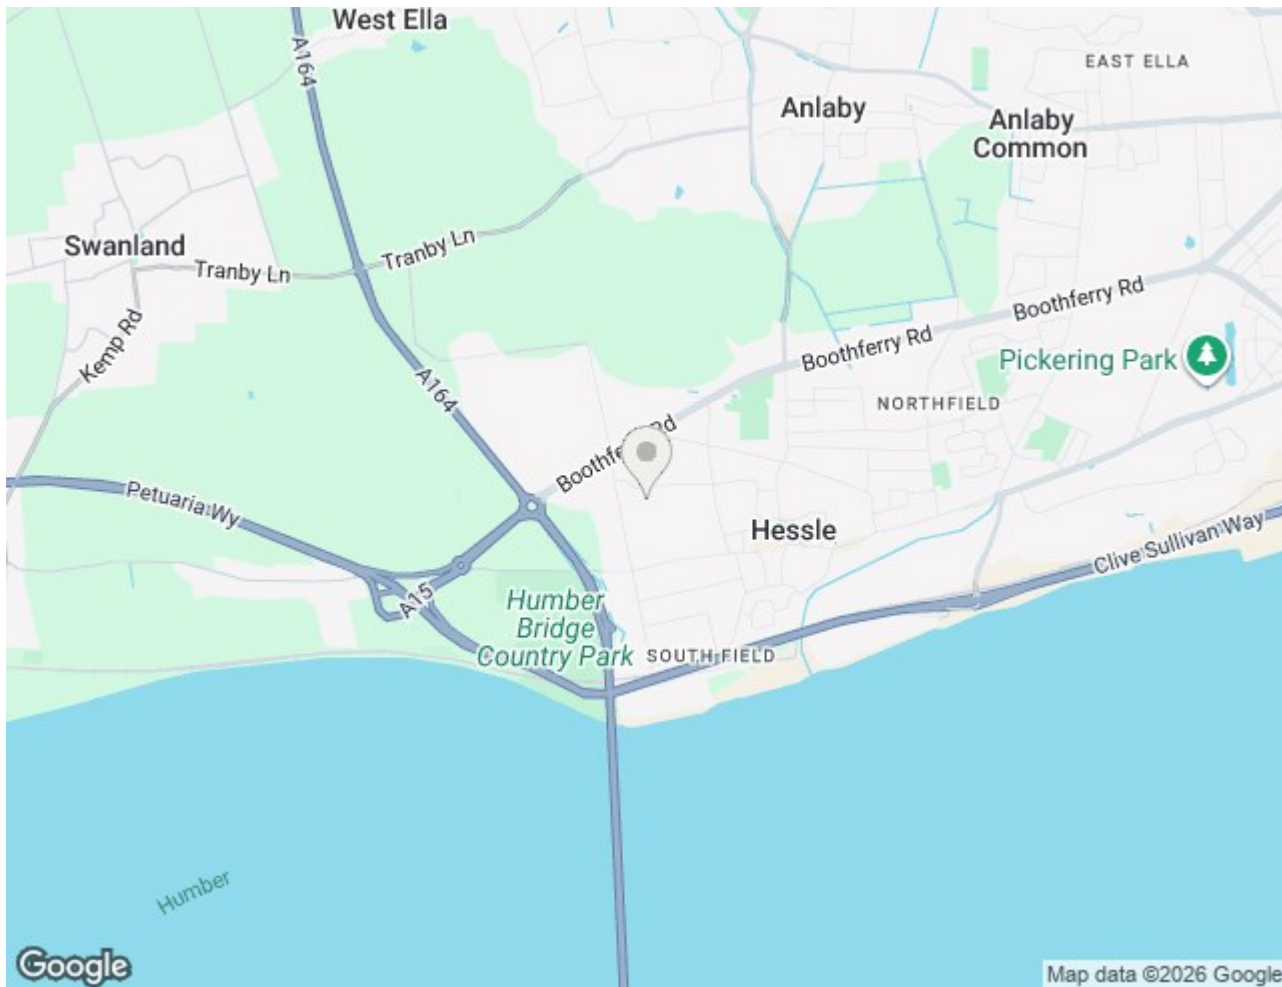 West Ella
A164
EAST ELLA
Anlaby
Anlaby
Common
Swanland
Tranby Ln
Tranby Ln
Kemp Rd
Boothferry Rd
Boothferry Rd
Pickering Park
A164
NORTHFIELD
Boothferry Rd
Petuaria Wy
Hessle
Clive Sullivan Way
A15
Humber
Bridge
Country Park
SOUTH FIELD
Humber
Google
Map data ©2026 Google